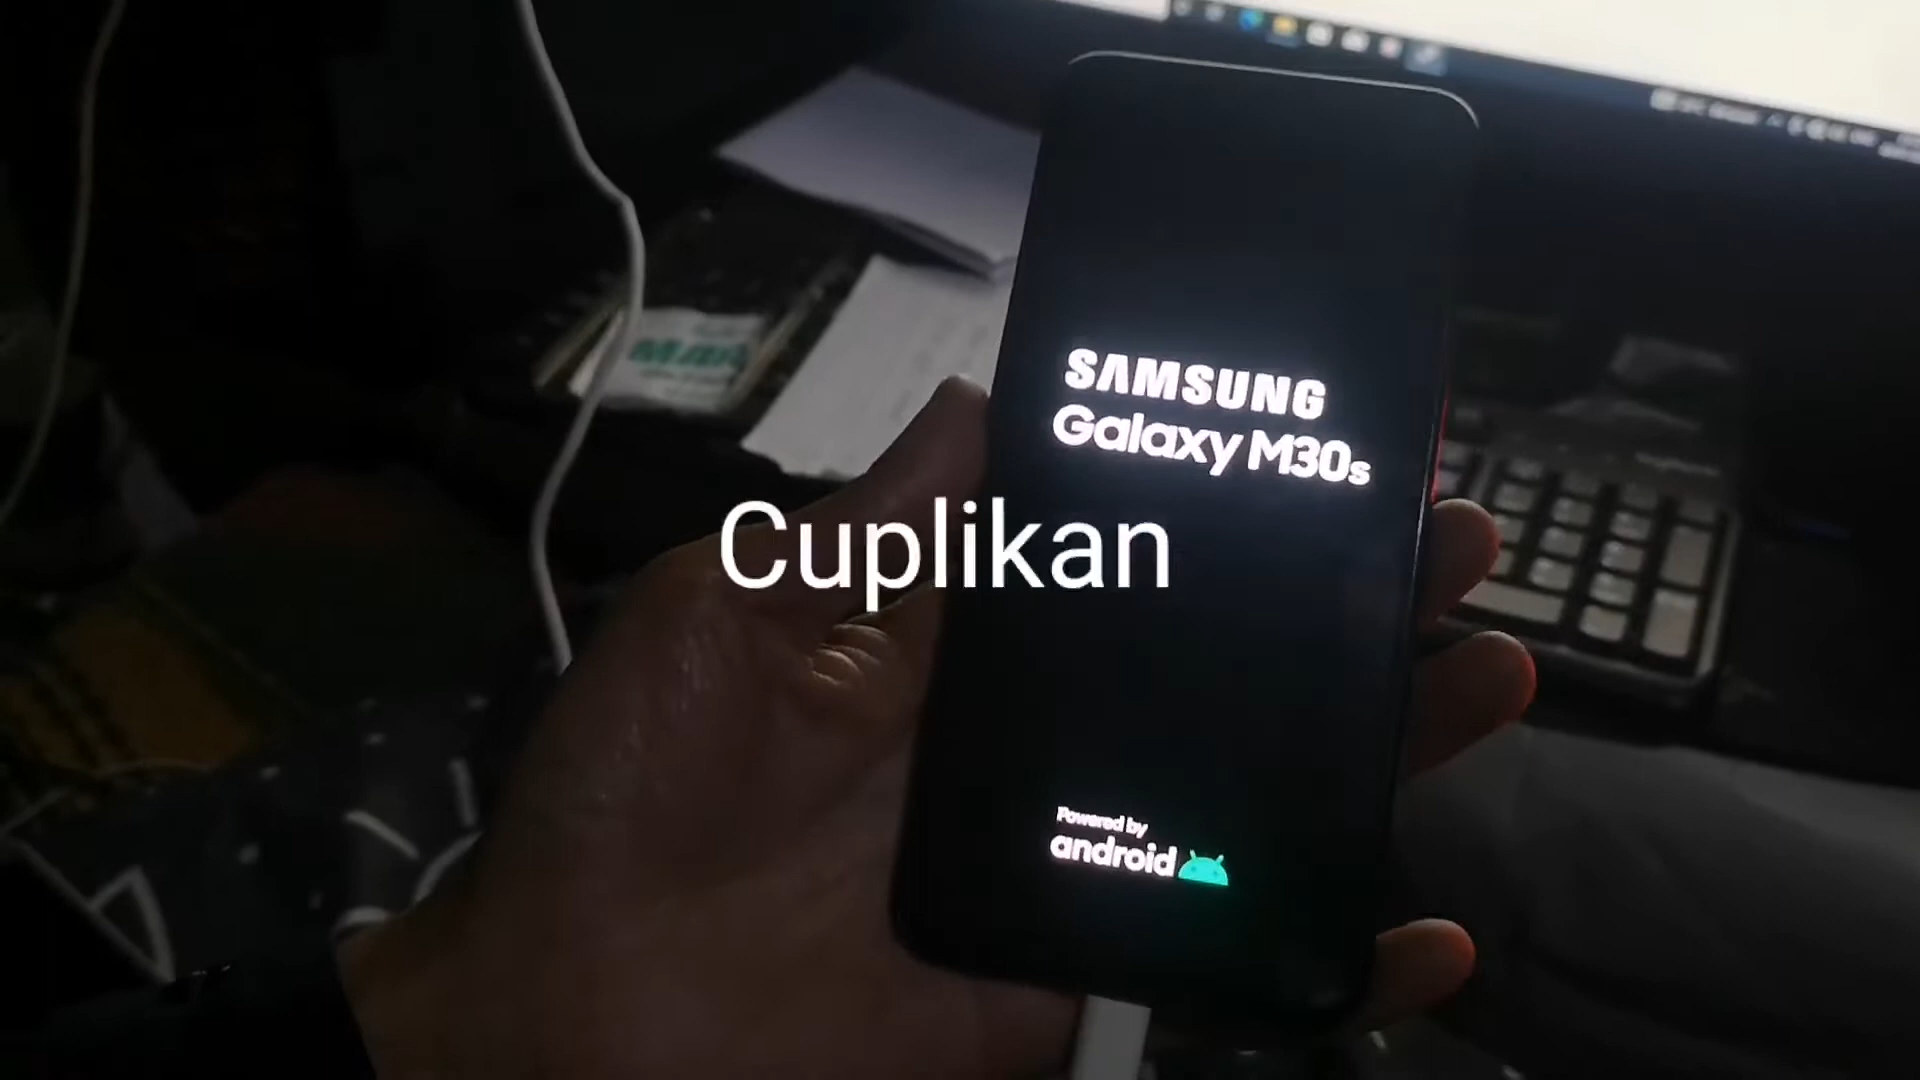 SAMSUNG
Galaxy M30s
Cuplikan
Powered by
android